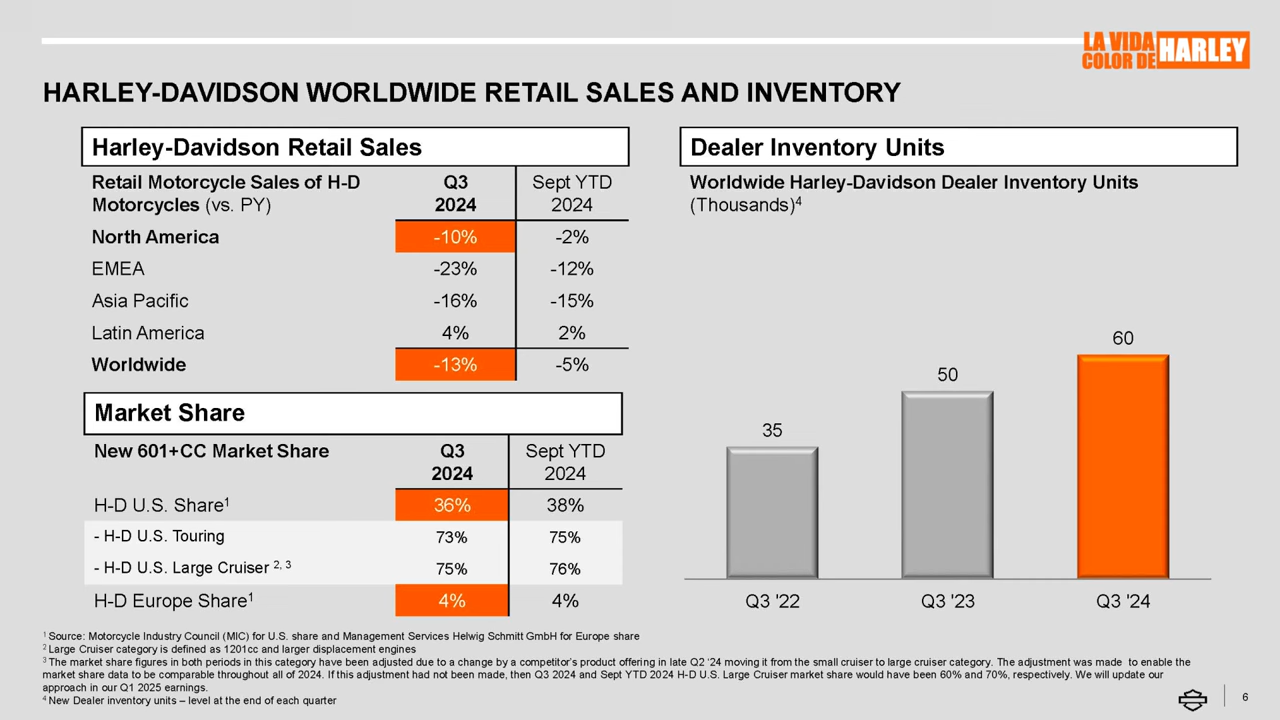 LA VIDA
COLOR DE HARLEY
HARLEY-DAVIDSON WORLDWIDE RETAIL SALES AND INVENTORY
Harley-Davidson Retail Sales
Retail Motorcycle Sales of H-D Motorcycles (vs. PY) Q3 2024 Sept YTD 2024
North America -10% -2%
EMEA -23% -12%
Asia Pacific -16% -15%
Latin America 4% 2%
Worldwide -13% -5%
Market Share
New 601+CC Market Share Q3 2024 Sept YTD 2024
H-D U.S. Share1 36% 38%
- H-D U.S. Touring 73% 75%
- H-D U.S. Large Cruiser 2, 3 75% 76%
H-D Europe Share1 4% 4%
Dealer Inventory Units
Worldwide Harley-Davidson Dealer Inventory Units
(Thousands)4
35
50
60
Q3 '22 Q3 '23 Q3 '24
1 Source: Motorcycle Industry Council (MIC) for U.S. share and Management Services Helwig Schmitt GmbH for Europe share
2 Large Cruiser category is defined as 1201cc and larger displacement engines
3 The market share figures in both periods in this category have been adjusted due to a change by a competitor's product offering in late Q2 '24 moving it from the small cruiser to large cruiser category. The adjustment was made to enable the
market share data to be comparable throughout all of 2024. If this adjustment had not been made, then Q3 2024 and Sept YTD 2024 H-D U.S. Large Cruiser market share would have been 60% and 70%, respectively. We will update our
approach in our Q1 2025 earnings.
4 New Dealer inventory units – level at the end of each quarter
6